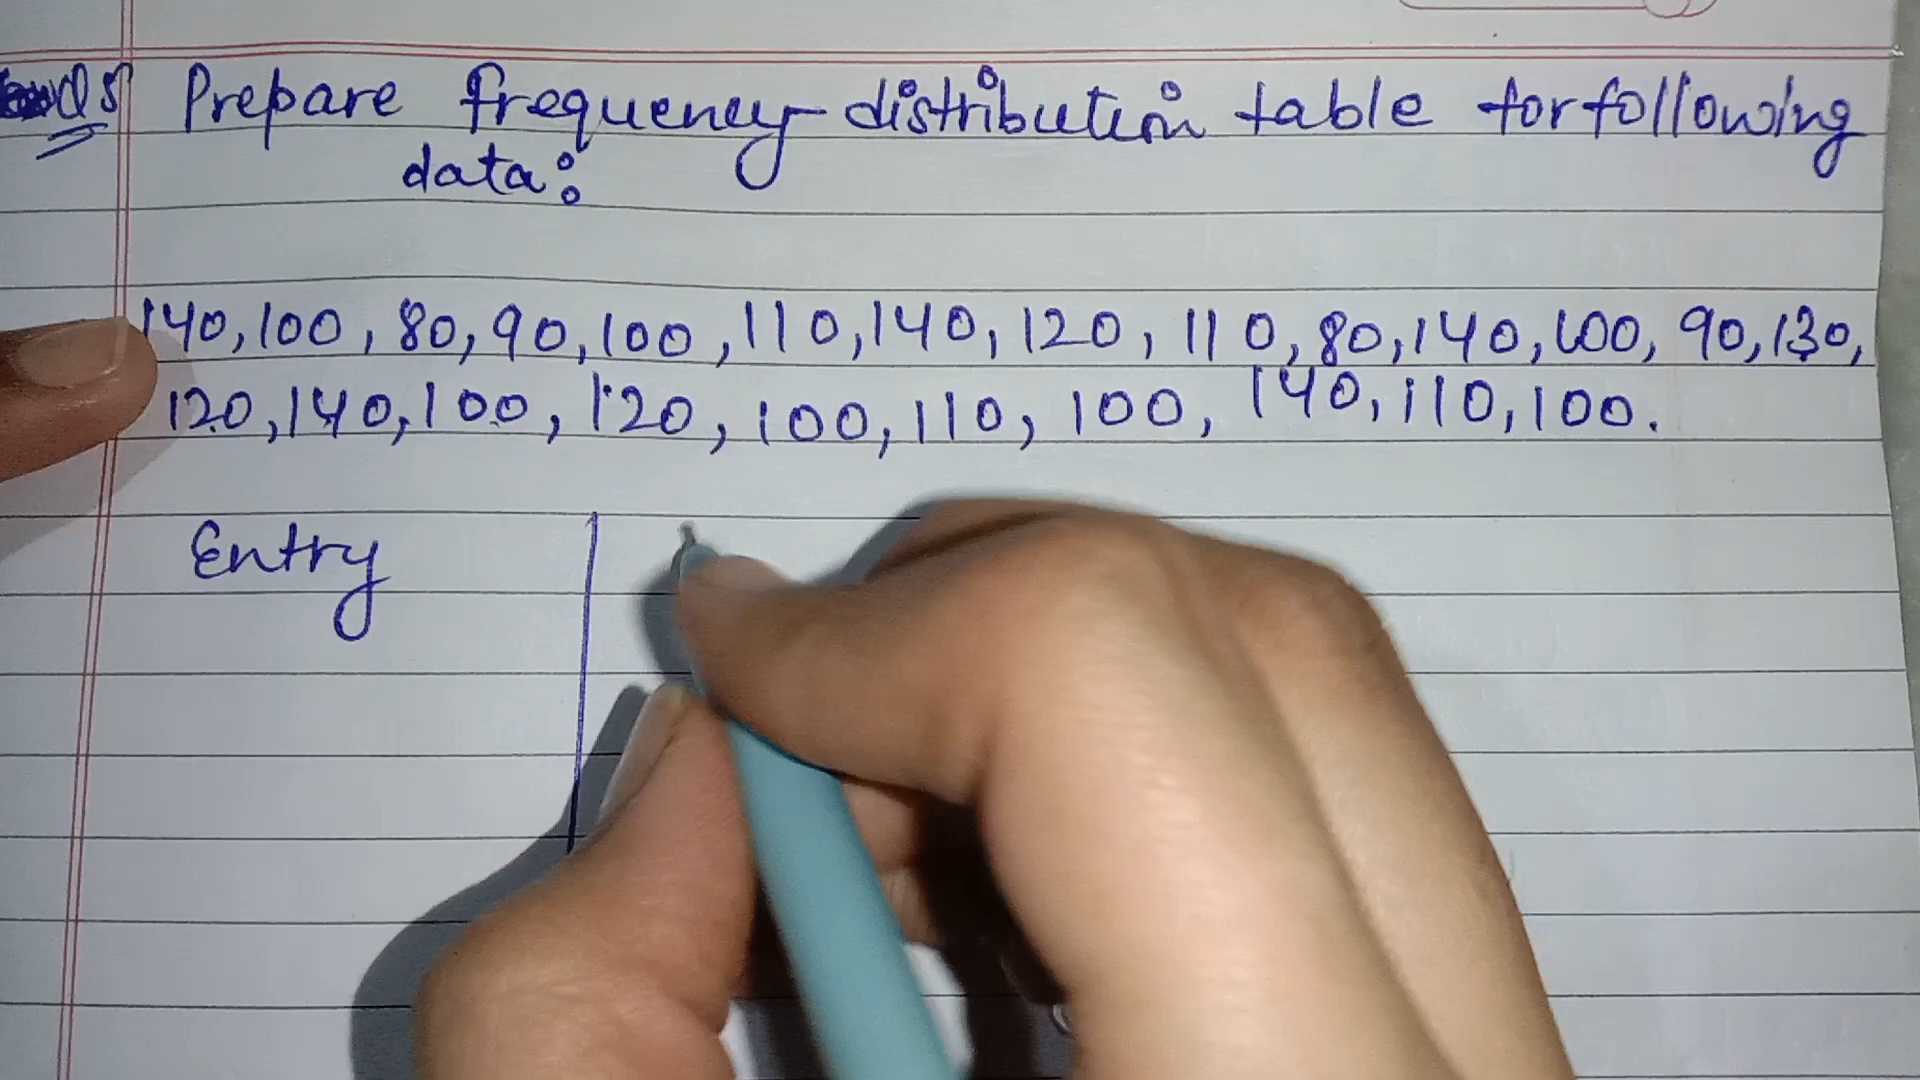 Q5 Prepare frequency distribution table for following
data:
140, 100, 80, 90, 100, 110, 140, 120, 110, 80, 140, 100, 90, 130,
120, 140, 100, 120, 100, 110, 100, 140, 110, 100.
Entry